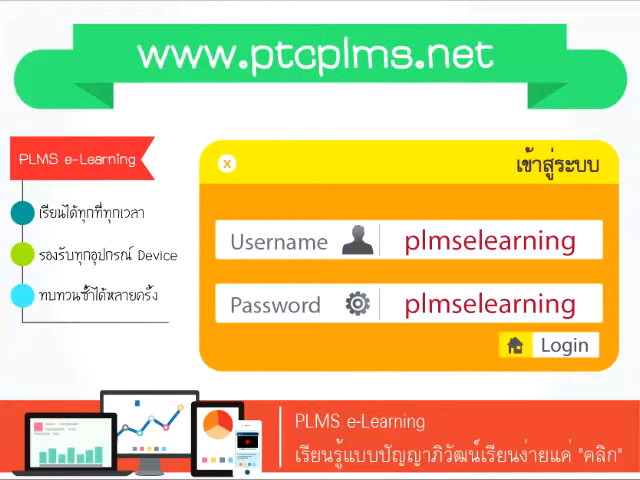 www.ptcplms.net
PLMS e-Learning
เรียนได้ทุกที่ทุกเวลา
รองรับทุกอุปกรณ์ Device
ทบทวนซ้ำได้หลายครั้ง
x
เข้าสู่ระบบ
Username plmselearning
Password plmselearning
Login
PLMS e-Learning
เรียนรู้แบบปัญญาภิวัฒน์เรียนง่ายแค่ "คลิก"